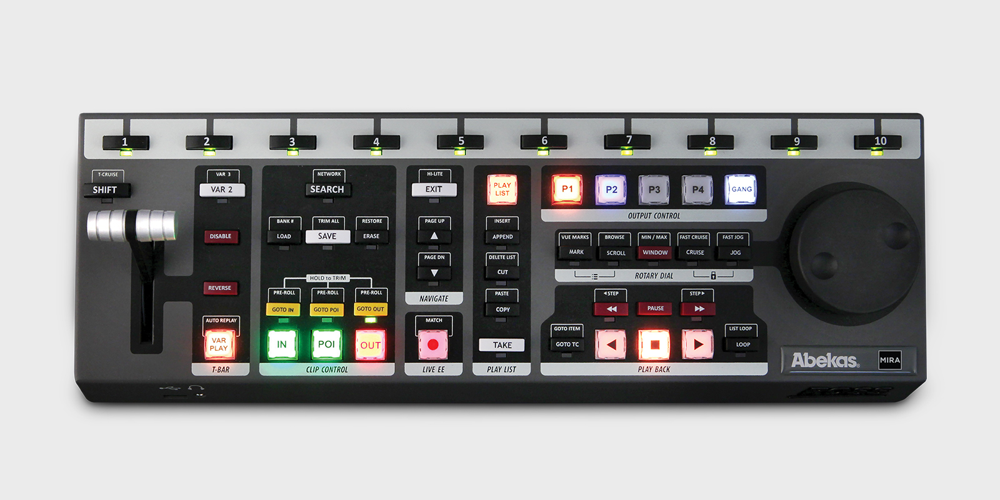 1 2 3 4 5 6 7 8 9 10
T-CRUISE
SHIFT
VAR 3
VAR 2
DISABLE
REVERSE
AUTO REPLAY
VAR
PLAY
T-BAR
NETWORK
SEARCH
BANK # TRIM ALL RESTORE
LOAD SAVE ERASE
HOLD to TRIM
PRE-ROLL PRE-ROLL PRE-ROLL
GOTO IN GOTO POI GOTO OUT
IN POI OUT
CLIP CONTROL
HI-LITE
EXIT
PAGE UP
▲
PAGE DN
▼
NAVIGATE
MATCH
LIVE EE
PLAY
LIST
INSERT
APPEND
DELETE LIST
CUT
PASTE
COPY
TAKE
PLAY LIST
P1 P2 P3 P4 GANG
OUTPUT CONTROL
VUE MARKS BROWSE MIN / MAX FAST CRUISE FAST JOG
MARK SCROLL WINDOW CRUISE JOG
ROTARY DIAL
◀STEP STEP▶
◀◀ PAUSE ▶▶
GOTO ITEM LIST LOOP
GOTO TC LOOP
PLAY BACK
Abekas®
MIRA